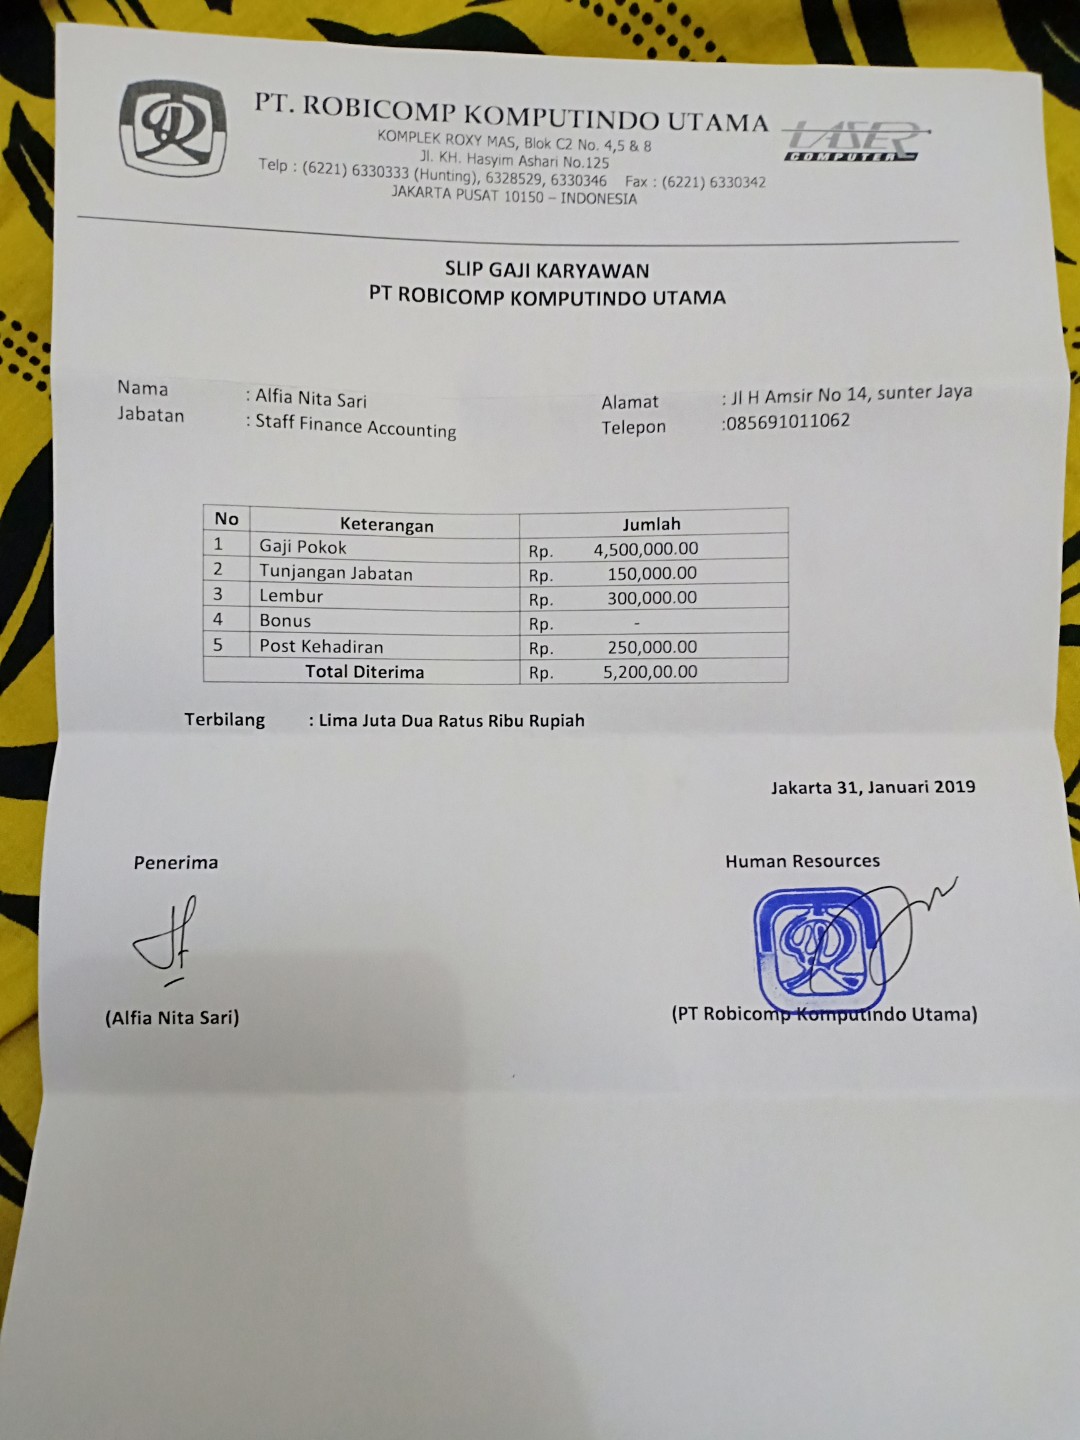 PT. ROBICOMP KOMPUTINDO UTAMA
LASER
COMPUTER
KOMPLEK ROXY MAS, Blok C2 No. 4,5 & 8
Jl. KH. Hasyim Ashari No.125
Telp : (6221) 6330333 (Hunting), 6328529, 6330346 Fax : (6221) 6330342
JAKARTA PUSAT 10150 – INDONESIA
SLIP GAJI KARYAWAN
PT ROBICOMP KOMPUTINDO UTAMA
Nama : Alfia Nita Sari Alamat : Jl H Amsir No 14, sunter Jaya
Jabatan : Staff Finance Accounting Telepon :085691011062
No Keterangan Jumlah
1 Gaji Pokok Rp. 4,500,000.00
2 Tunjangan Jabatan Rp. 150,000.00
3 Lembur Rp. 300,000.00
4 Bonus Rp. -
5 Post Kehadiran Rp. 250,000.00
Total Diterima Rp. 5,200,00.00
Terbilang : Lima Juta Dua Ratus Ribu Rupiah
Jakarta 31, Januari 2019
Penerima Human Resources
(Alfia Nita Sari) (PT Robicomp Komputindo Utama)